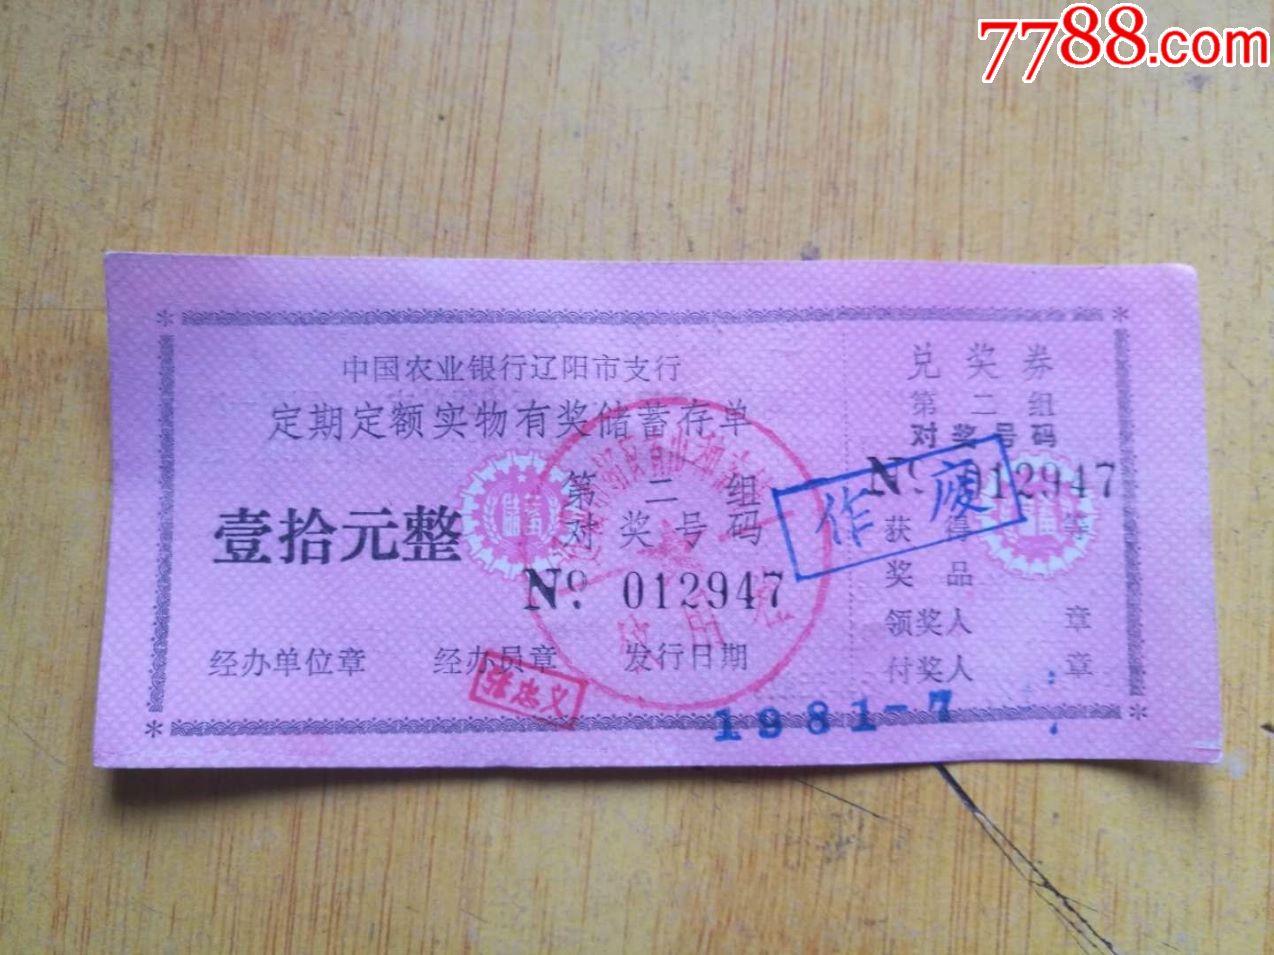 7788.com
中国农业银行辽阳市支行
定期定额实物有奖储蓄存单
壹拾元整
第二组
对奖号码
№ 012947
经办单位章 经办员章 发行日期
1981-7
兑奖券
第二组
对奖号码
№ 012947
作废
获得 等
奖品
领奖人 章
付奖人 章